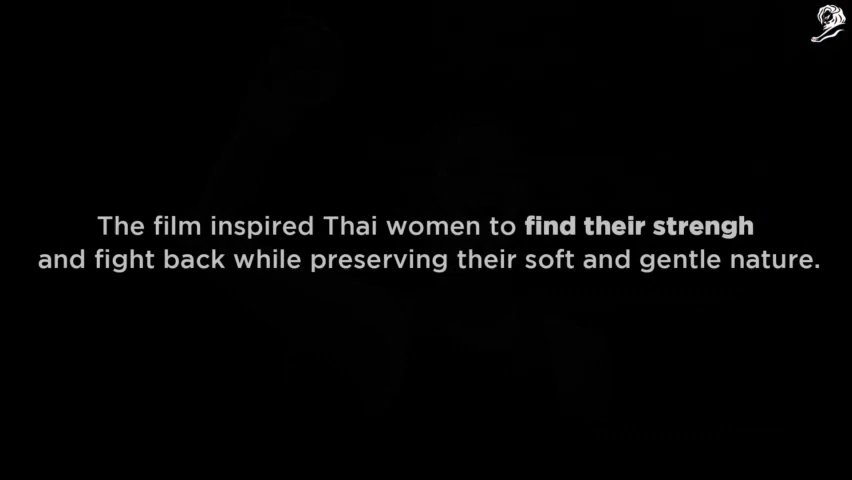 The film inspired Thai women to find their strengh
and fight back while preserving their soft and gentle nature.